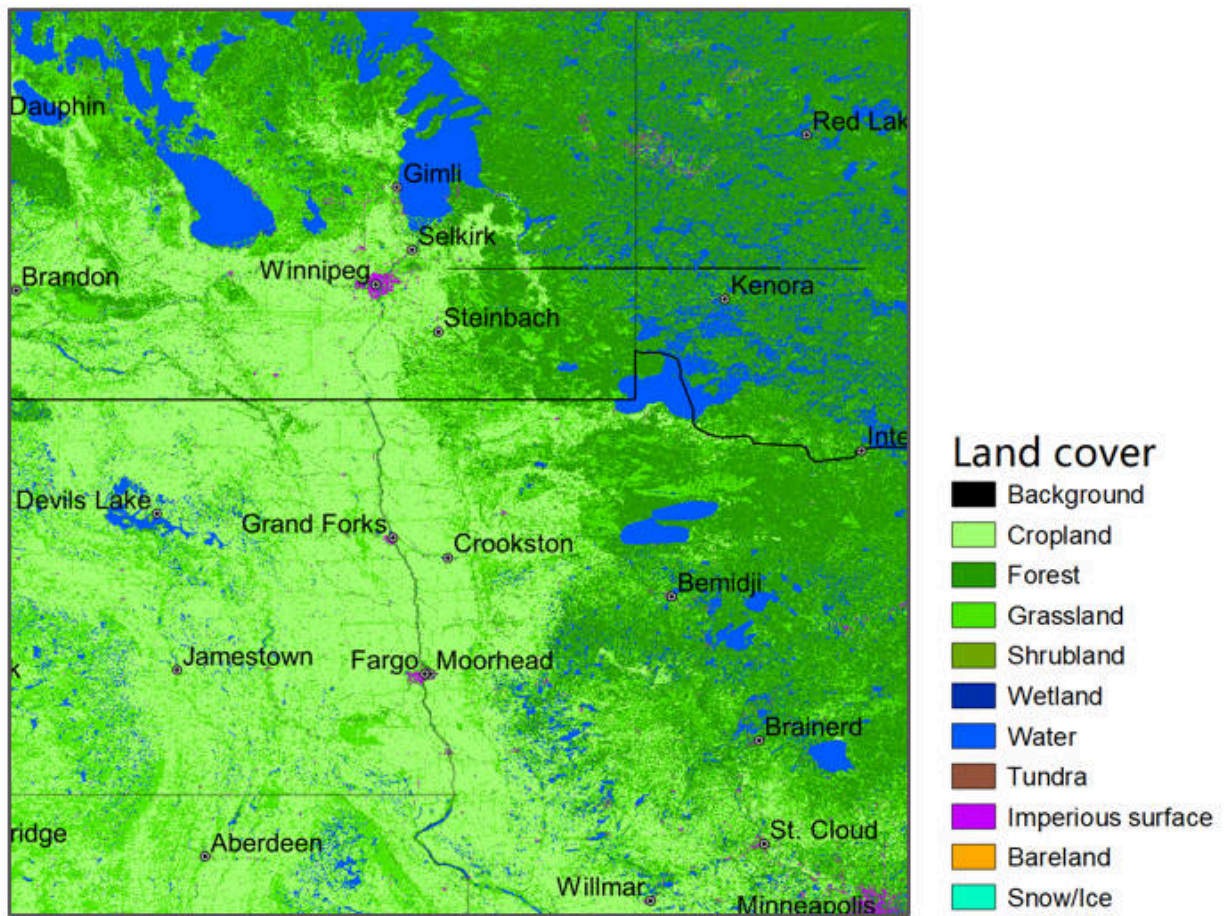 Dauphin
Red Lak
Gimli
Selkirk
Winnipeg
Brandon
Kenora
Steinbach
Inte
Devils Lake
Grand Forks
Crookston
Bemidji
k
Jamestown
Fargo
Moorhead
Brainerd
ridge
Aberdeen
St. Cloud
Willmar
Minneapolis
Land cover
Background
Cropland
Forest
Grassland
Shrubland
Wetland
Water
Tundra
Imperious surface
Bareland
Snow/Ice